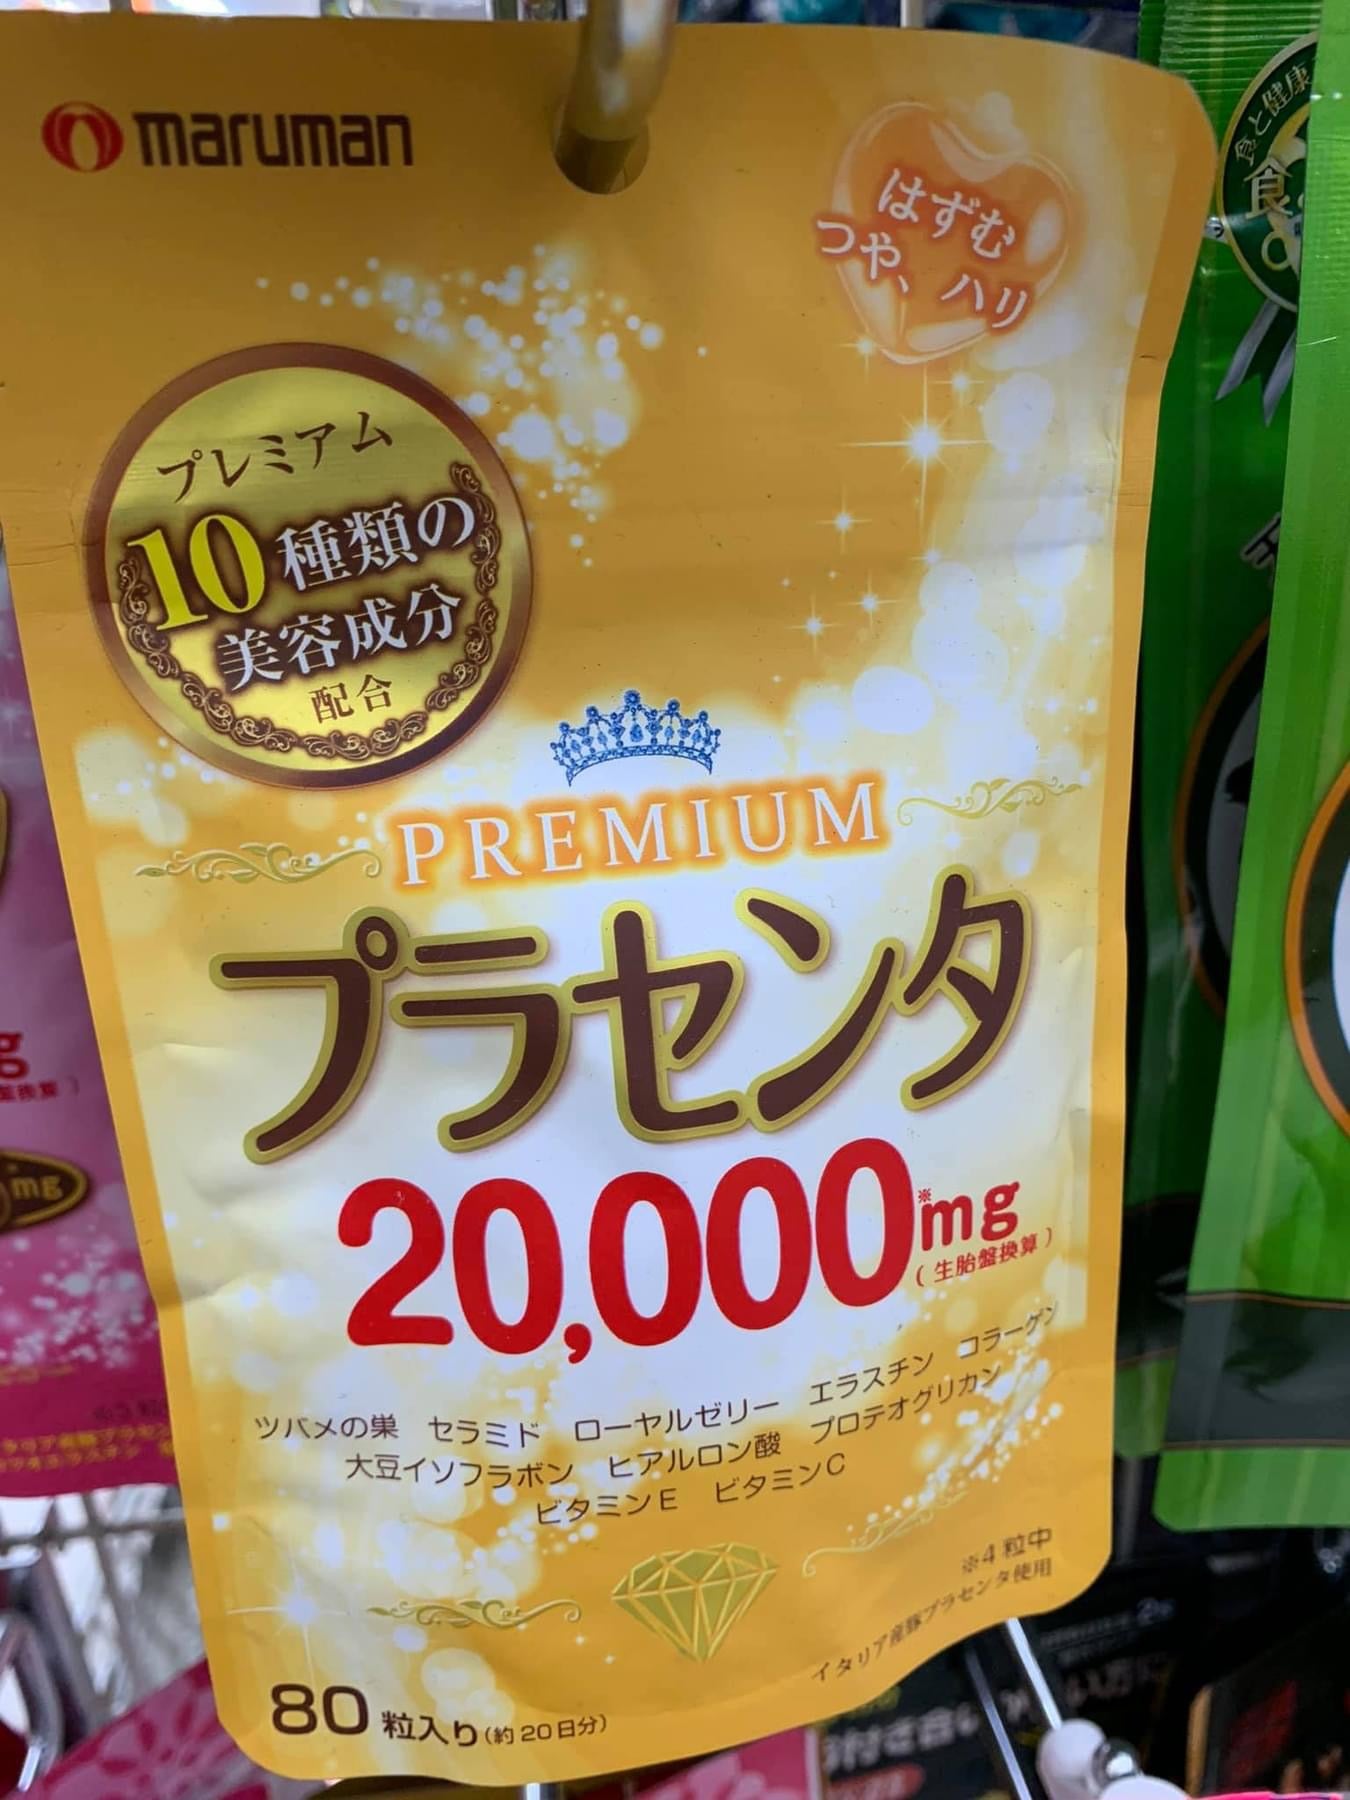 maruman
はずむ
つや、ハリ
プレミアム
10種類の
美容成分
配合
PREMIUM
プラセンタ
20,000mg
※
(生胎盤換算)
ツバメの巣 セラミド ローヤルゼリー エラスチン コラーゲン
大豆イソフラボン ヒアルロン酸 プロテオグリカン
ビタミンE ビタミンC
※4粒中
イタリア産豚プラセンタ使用
80粒入り(約20日分)
食と健康
食
g
mg